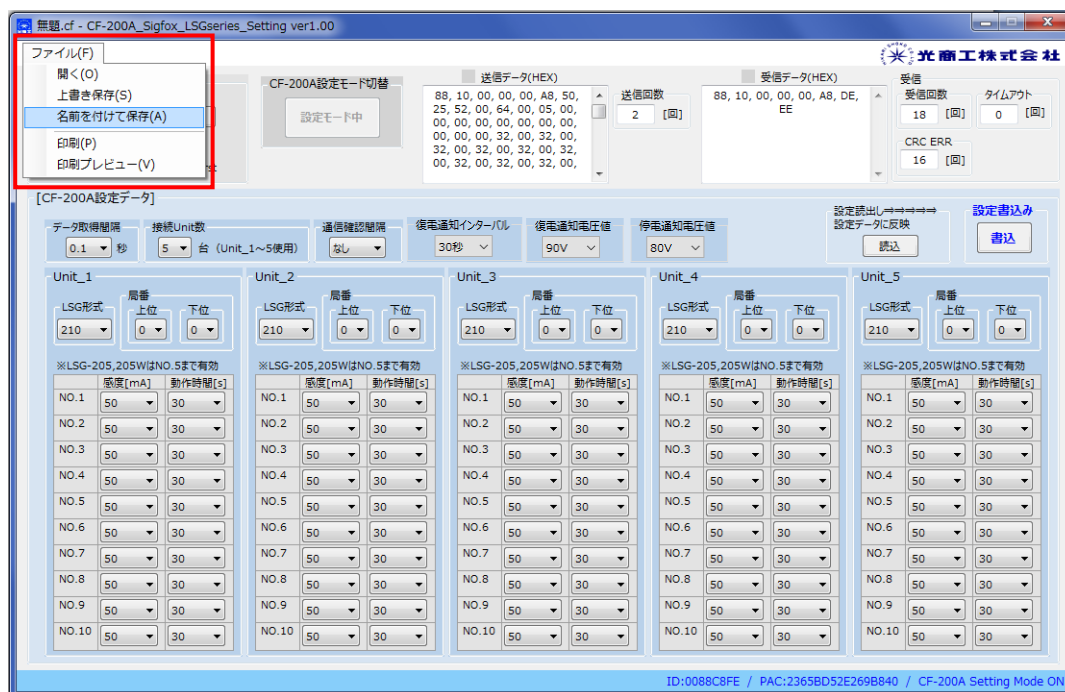 無題.cf - CF-200A_Sigfox_LSGseries_Setting ver1.00
ファイル(F)
開く(O)
上書き保存(S)
名前を付けて保存(A)
印刷(P)
印刷プレビュー(V)
光商工株式会社
CF-200A設定モード切替
設定モード中
送信データ(HEX)
88, 10, 00, 00, 00, A8, 50,
25, 52, 00, 64, 00, 05, 00,
00, 00, 00, 00, 00, 00, 00,
00, 00, 00, 32, 00, 32, 00,
32, 00, 32, 00, 32, 00, 32,
00, 32, 00, 32, 00, 32, 00,
送信回数
2 [回]
受信データ(HEX)
88, 10, 00, 00, 00, A8, DE,
EE
受信
受信回数 タイムアウト
18 [回] 0 [回]
CRC ERR
16 [回]
[CF-200A設定データ]
データ取得間隔
0.1 秒
接続Unit数
5 台 (Unit_1～5使用)
通信確認間隔
なし
復電通知インターバル
30秒
復電通知電圧値
90V
停電通知電圧値
80V
設定読出し⇒⇒⇒⇒⇒
設定データに反映
読込
設定書込み
書込
Unit_1 Unit_2 Unit_3 Unit_4 Unit_5
局番 局番 局番 局番 局番
LSG形式 上位 下位 LSG形式 上位 下位 LSG形式 上位 下位 LSG形式 上位 下位 LSG形式 上位 下位
210 0 0 210 0 0 210 0 0 210 0 0 210 0 0
※LSG-205,205WはNO.5まで有効 ※LSG-205,205WはNO.5まで有効 ※LSG-205,205WはNO.5まで有効 ※LSG-205,205WはNO.5まで有効 ※LSG-205,205WはNO.5まで有効
感度[mA] 動作時間[s] 感度[mA] 動作時間[s] 感度[mA] 動作時間[s] 感度[mA] 動作時間[s] 感度[mA] 動作時間[s]
NO.1 50 30 NO.1 50 30 NO.1 50 30 NO.1 50 30 NO.1 50 30
NO.2 50 30 NO.2 50 30 NO.2 50 30 NO.2 50 30 NO.2 50 30
NO.3 50 30 NO.3 50 30 NO.3 50 30 NO.3 50 30 NO.3 50 30
NO.4 50 30 NO.4 50 30 NO.4 50 30 NO.4 50 30 NO.4 50 30
NO.5 50 30 NO.5 50 30 NO.5 50 30 NO.5 50 30 NO.5 50 30
NO.6 50 30 NO.6 50 30 NO.6 50 30 NO.6 50 30 NO.6 50 30
NO.7 50 30 NO.7 50 30 NO.7 50 30 NO.7 50 30 NO.7 50 30
NO.8 50 30 NO.8 50 30 NO.8 50 30 NO.8 50 30 NO.8 50 30
NO.9 50 30 NO.9 50 30 NO.9 50 30 NO.9 50 30 NO.9 50 30
NO.10 50 30 NO.10 50 30 NO.10 50 30 NO.10 50 30 NO.10 50 30
ID:0088C8FE / PAC:2365BD52E269B840 / CF-200A Setting Mode ON